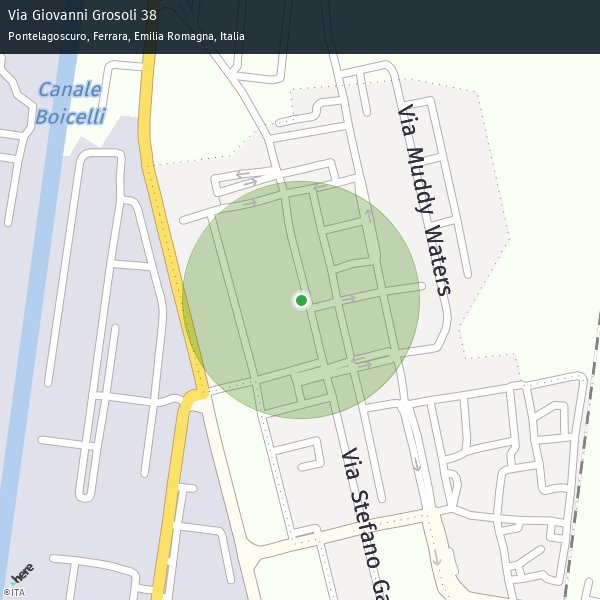 Via Giovanni Grosoli 38
Pontelagoscuro, Ferrara, Emilia Romagna, Italia
Canale
Boicelli
Via Muddy Waters
Via Stefano Ga
here
©ITA